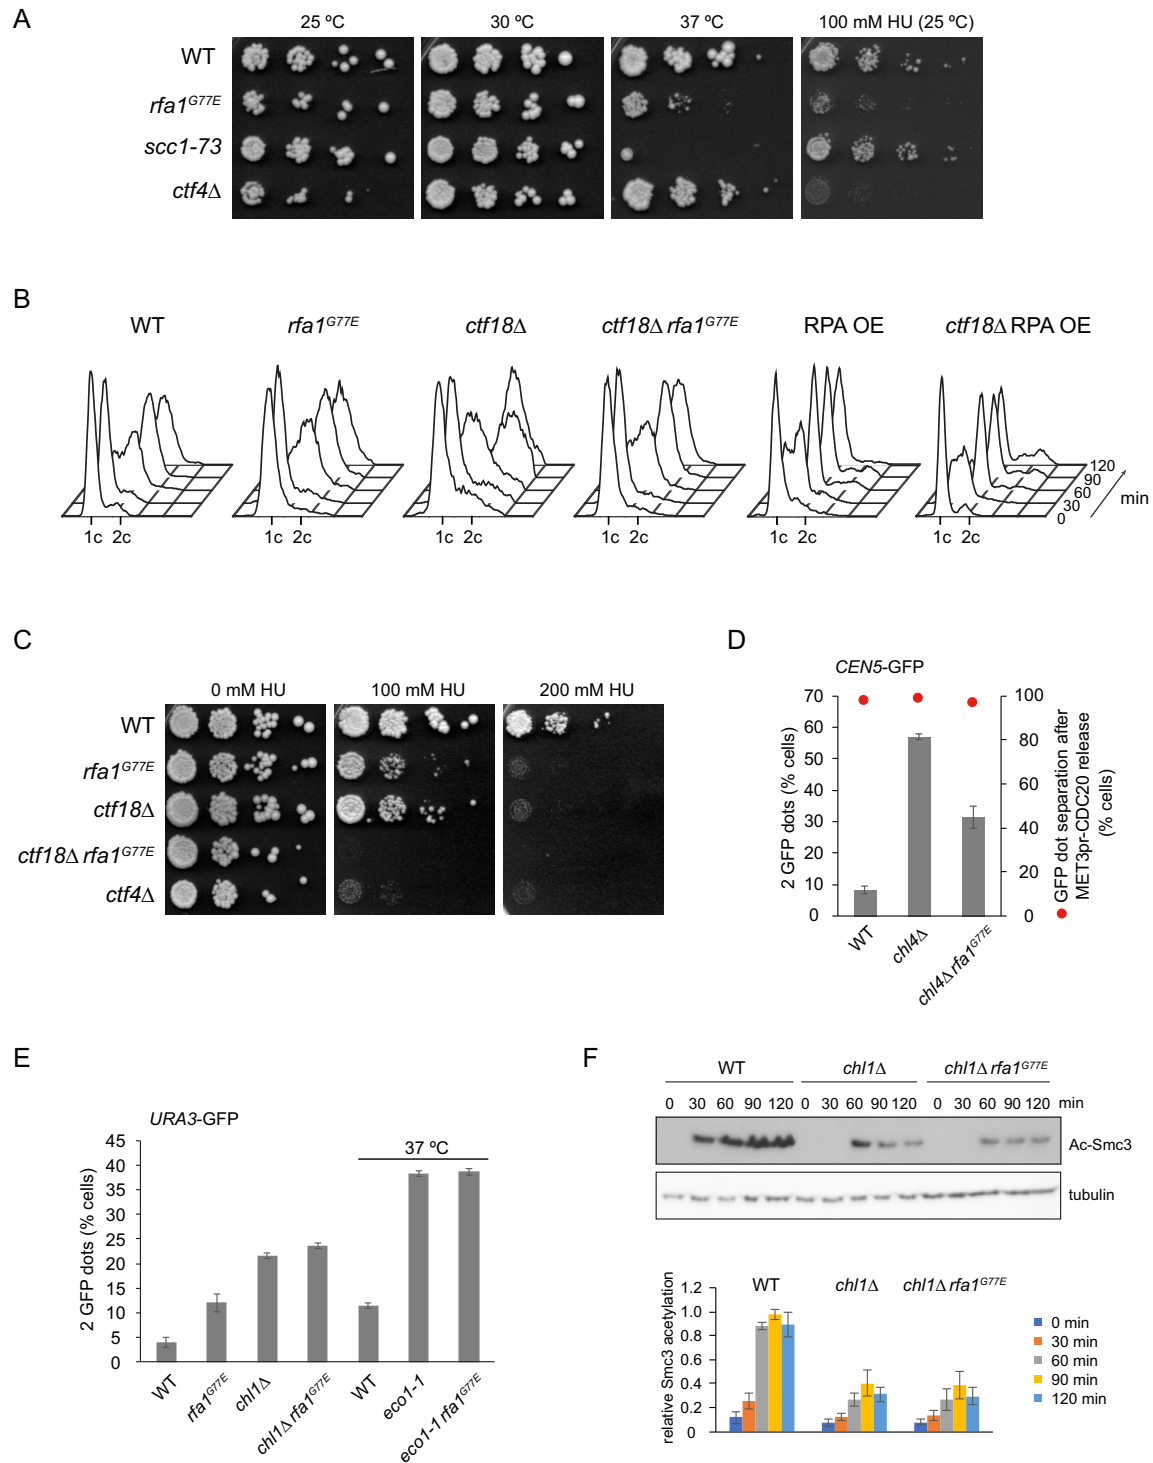 A
25 ºC
30 ºC
37 ºC
100 mM HU (25 ºC)
WT
rfa1G77E
scc1-73
ctf4Δ
B
WT
rfa1G77E
ctf18Δ
ctf18Δ rfa1G77E
RPA OE
ctf18Δ RPA OE
1c 2c
1c 2c
1c 2c
1c 2c
1c 2c
1c 2c
120
90
60
30
0
min
C
0 mM HU
100 mM HU
200 mM HU
WT
rfa1G77E
ctf18Δ
ctf18Δ rfa1G77E
ctf4Δ
D
CEN5-GFP
2 GFP dots (% cells)
70
60
50
40
30
20
10
0
100
80
60
40
20
0
GFP dot separation after
MET3pr-CDC20 release
(% cells)
WT
chl4Δ
chl4Δ rfa1G77E
E
URA3-GFP
37 ºC
2 GFP dots (% cells)
45
40
35
30
25
20
15
10
5
0
WT
rfa1G77E
chl1Δ
chl1Δ rfa1G77E
WT
eco1-1
eco1-1 rfa1G77E
F
WT
chl1Δ
chl1Δ rfa1G77E
0 30 60 90 120 0 30 60 90 120 0 30 60 90 120 min
Ac-Smc3
tubulin
relative Smc3 acetylation
1.2
1.0
0.8
0.6
0.4
0.2
0
WT
chl1Δ
chl1Δ rfa1G77E
0 min
30 min
60 min
90 min
120 min